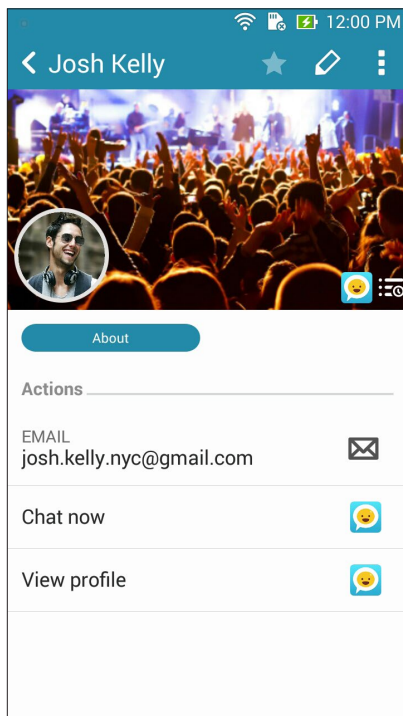 12:00 PM
Josh Kelly
About
Actions
EMAIL
josh.kelly.nyc@gmail.com
Chat now
View profile